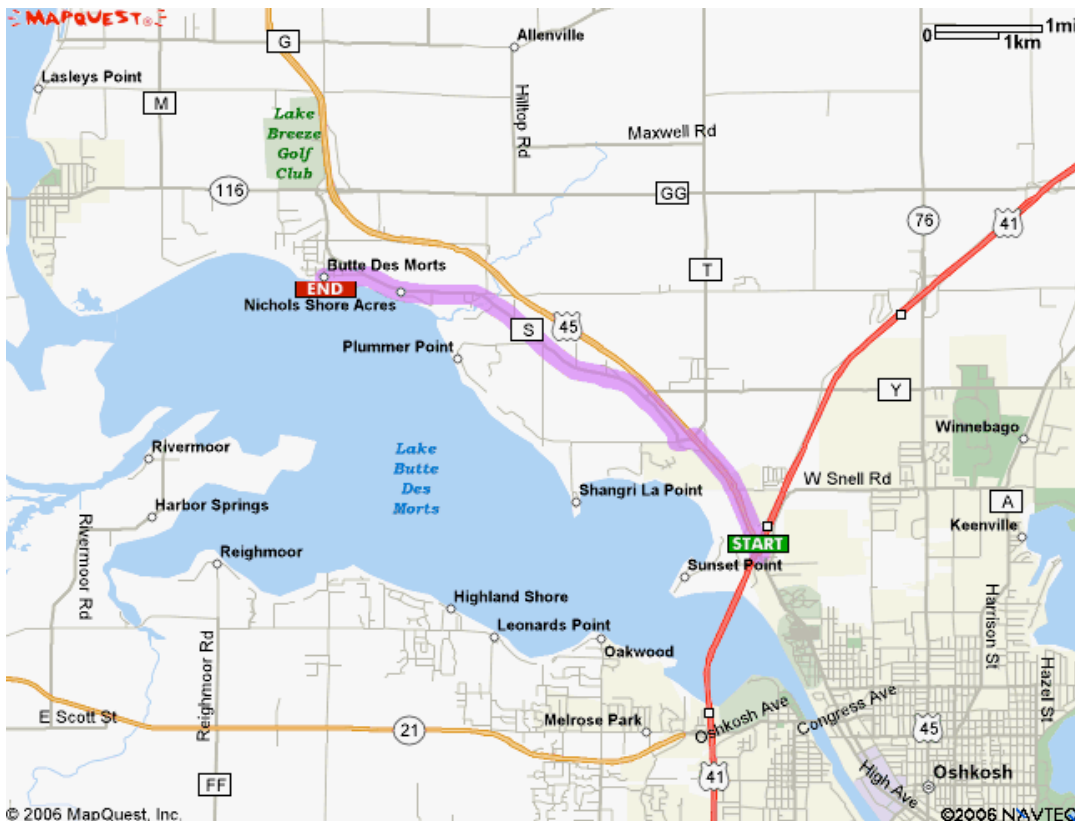 MAPQUEST®
0
1mi
1km
G
Allenville
Lasleys Point
M
Lake
Breeze
Golf
Club
Hilltop Rd
Maxwell Rd
116
GG
76
41
Butte Des Morts
T
END
Nichols Shore Acres
S
45
Plummer Point
Y
Winnebago
Rivermoor
Lake
Butte
Des
Morts
W Snell Rd
Shangri La Point
A
Harbor Springs
Keenville
START
Reighmoor
Sunset Point
Rivermoor Rd
Highland Shore
Harrison St
Leonards Point
Oakwood
Reighmoor Rd
Hazel St
E Scott St
21
Melrose Park
Oshkosh Ave
Congress Ave
45
41
FF
High Ave
Oshkosh
© 2006 MapQuest, Inc.
©2006 NAVTEQ